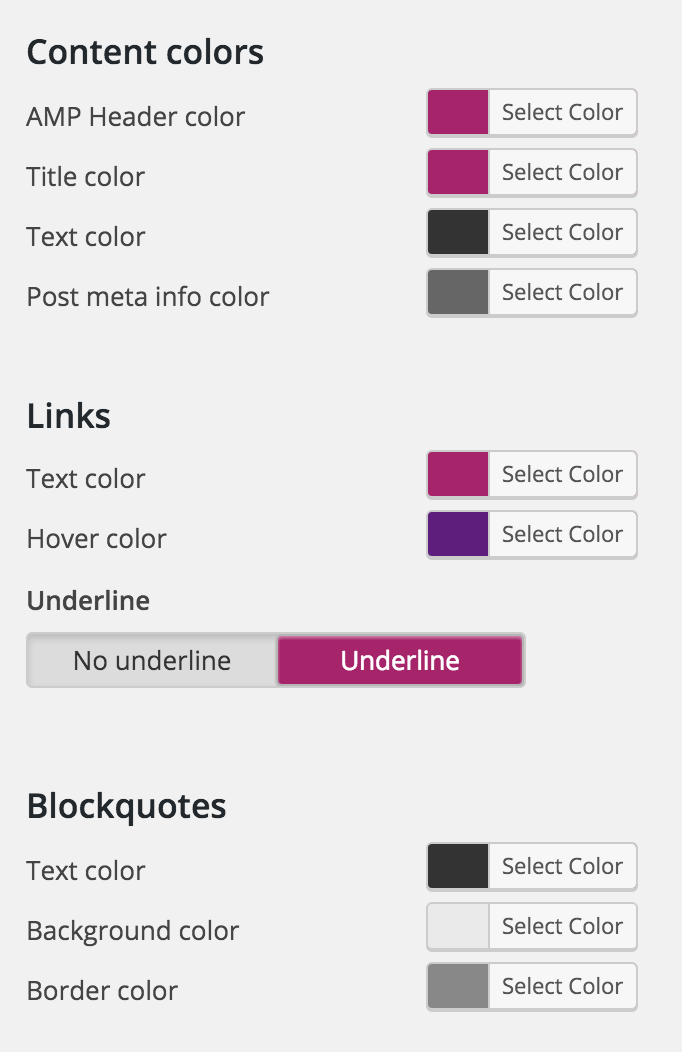 Content colors
AMP Header color Select Color
Title color Select Color
Text color Select Color
Post meta info color Select Color
Links
Text color Select Color
Hover color Select Color
Underline
No underline Underline
Blockquotes
Text color Select Color
Background color Select Color
Border color Select Color